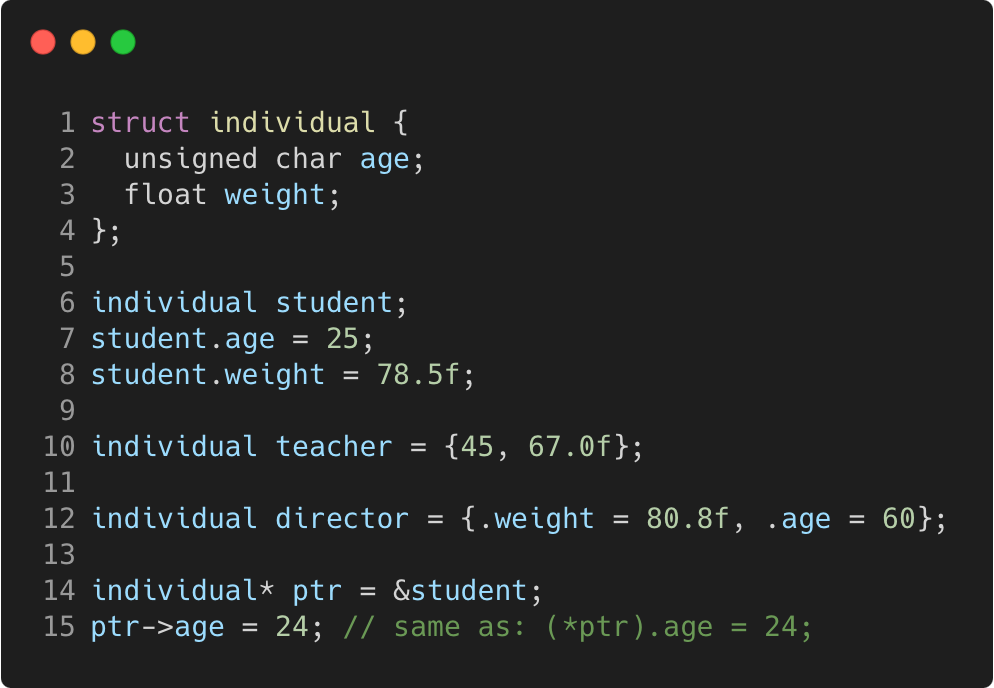 1 struct individual {
2   unsigned char age;
3   float weight;
4 };
5
6 individual student;
7 student.age = 25;
8 student.weight = 78.5f;
9
10 individual teacher = {45, 67.0f};
11
12 individual director = {.weight = 80.8f, .age = 60};
13
14 individual* ptr = &student;
15 ptr->age = 24; // same as: (*ptr).age = 24;